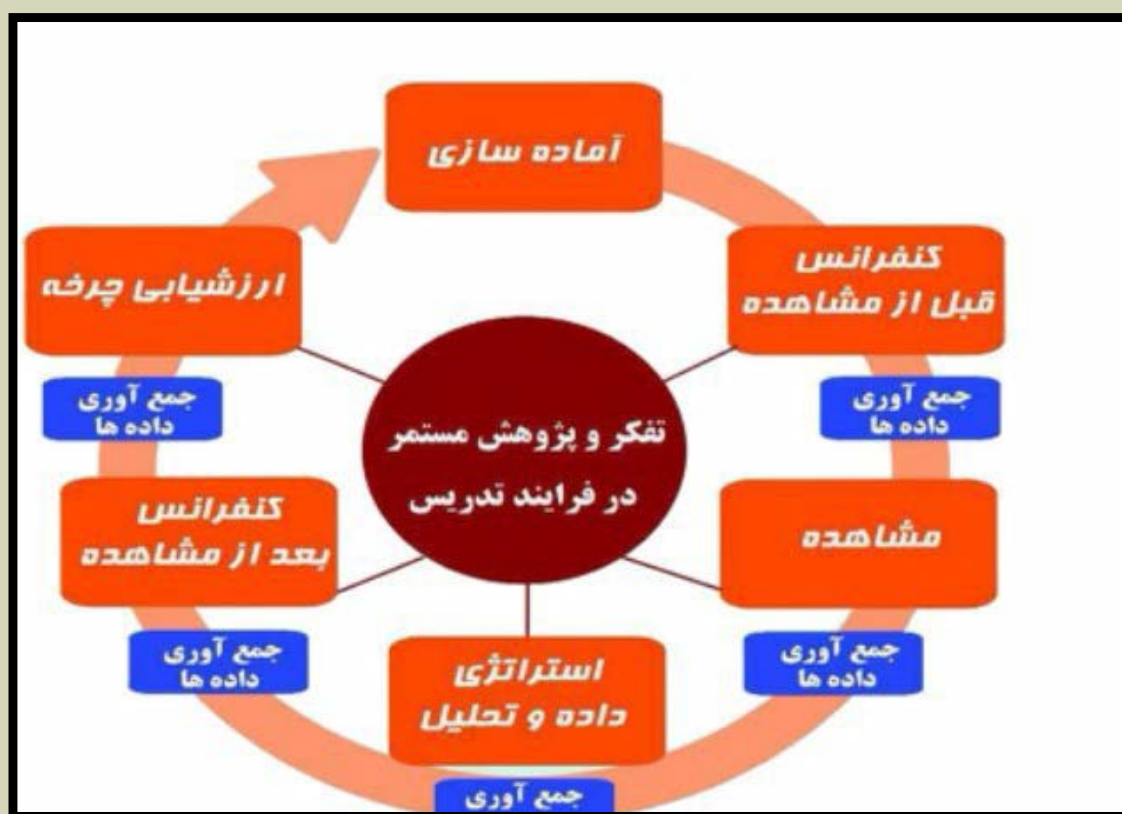 آماده سازی
کنفرانس
قبل از مشاهده
ارزشیابی چرخه
جمع آوری
داده ها
جمع آوری
داده ها
تفکر و پژوهش مستمر
در فرایند تدریس
مشاهده
کنفرانس
بعد از مشاهده
جمع آوری
داده ها
جمع آوری
داده ها
استراتژی
داده و تحلیل
جمع آوری